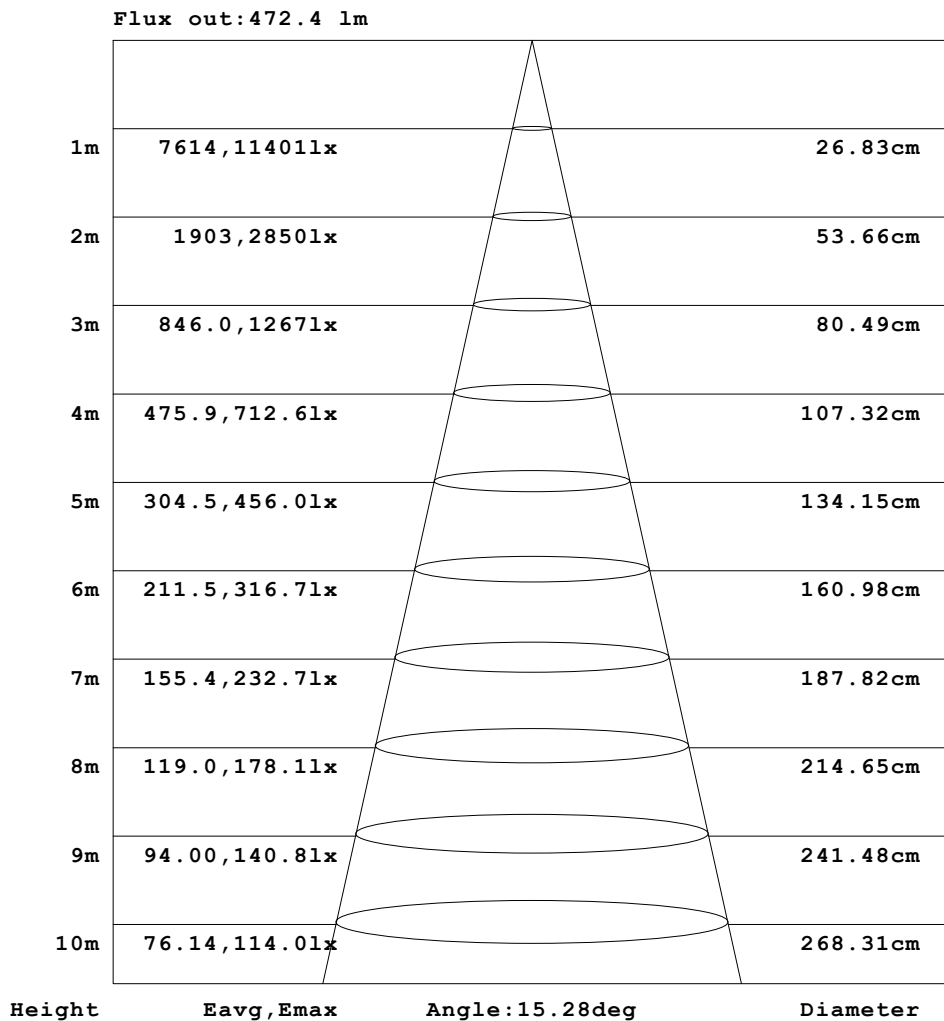 Flux out:472.4 lm
1m 7614,11401lx 26.83cm
2m 1903,2850lx 53.66cm
3m 846.0,1267lx 80.49cm
4m 475.9,712.6lx 107.32cm
5m 304.5,456.0lx 134.15cm
6m 211.5,316.7lx 160.98cm
7m 155.4,232.7lx 187.82cm
8m 119.0,178.1lx 214.65cm
9m 94.00,140.8lx 241.48cm
10m 76.14,114.0lx 268.31cm
Height Eavg,Emax Angle:15.28deg Diameter